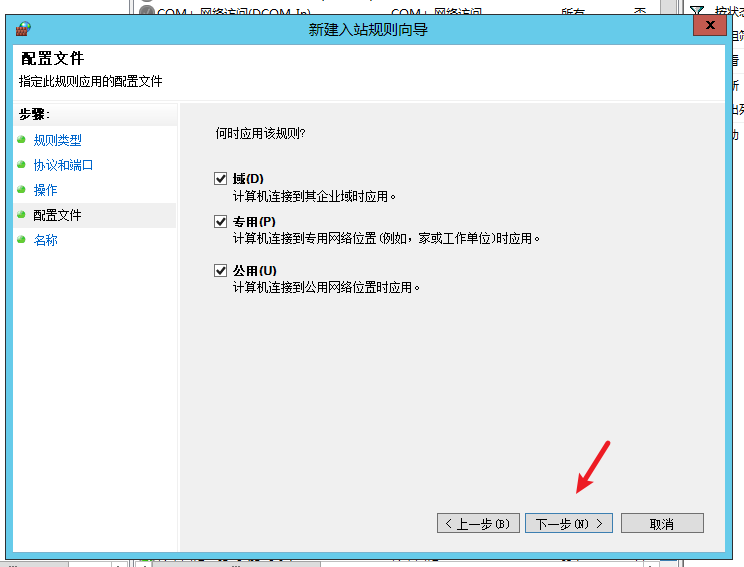 COM+ 网络访问(DCOM-In)
COM+ 网络访问
所有
否
新建入站规则向导
配置文件
指定此规则应用的配置文件
步骤:
规则类型
协议和端口
操作
配置文件
名称
何时应用该规则?
域(D)
计算机连接到其企业域时应用。
专用(P)
计算机连接到专用网络位置(例如，家或工作单位)时应用。
公用(U)
计算机连接到公用网络位置时应用。
< 上一步(B)
下一步(N) >
取消